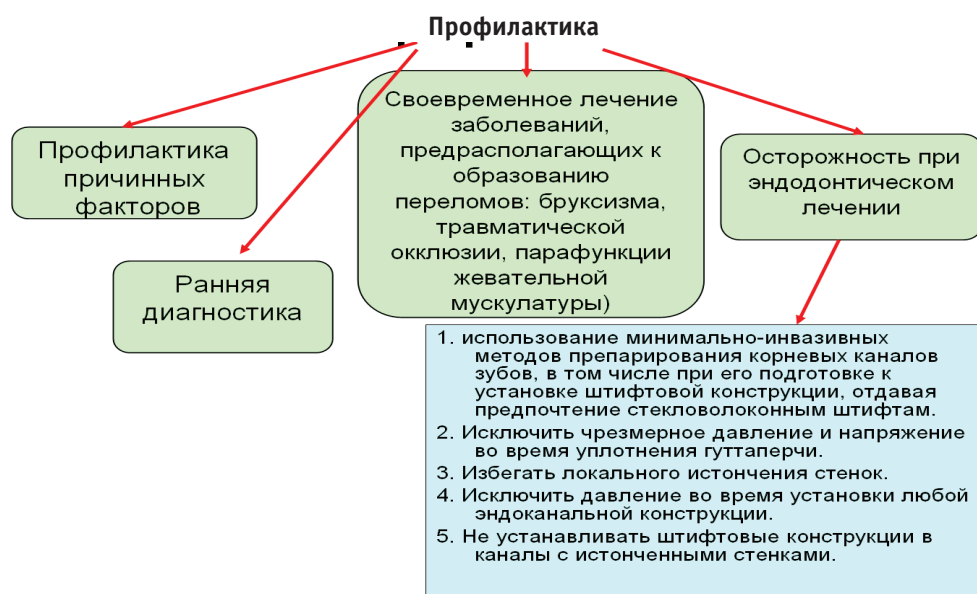 Профилактика
Своевременное лечение
заболеваний,
предрасполагающих к
образованию
переломов: бруксизма,
травматической
окклюзии, парафункции
жевательной
мускулатуры)
Профилактика
причинных
факторов
Осторожность при
эндодонтическом
лечении
Ранняя
диагностика
1. использование минимально-инвазивных
методов препарирования корневых каналов
зубов, в том числе при его подготовке к
установке штифтовой конструкции, отдавая
предпочтение стекловолоконным штифтам.
2. Исключить чрезмерное давление и напряжение
во время уплотнения гуттаперчи.
3. Избегать локального истончения стенок.
4. Исключить давление во время установки любой
эндоканальной конструкции.
5. Не устанавливать штифтовые конструкции в
каналы с истонченными стенками.